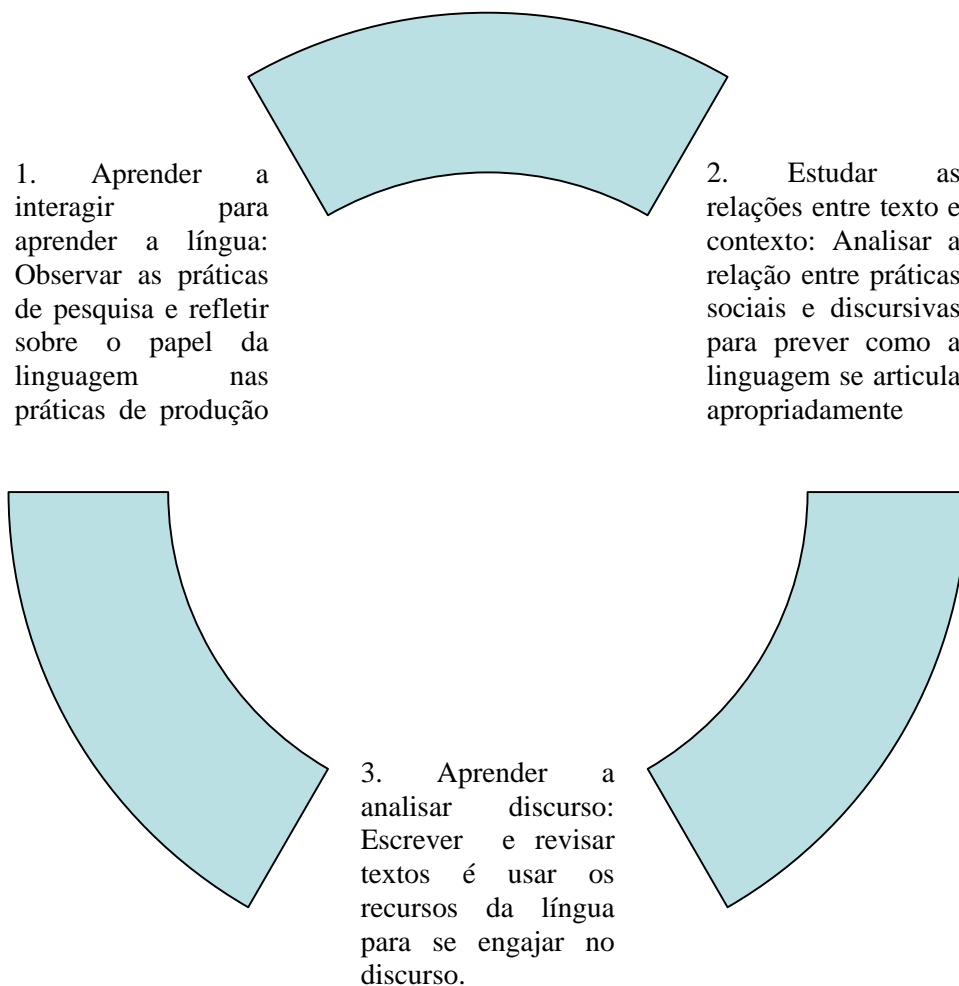 1. Aprender a
interagir para
aprender a língua:
Observar as práticas
de pesquisa e refletir
sobre o papel da
linguagem nas
práticas de produção
2. Estudar as
relações entre texto e
contexto: Analisar a
relação entre práticas
sociais e discursivas
para prever como a
linguagem se articula
apropriadamente
3. Aprender a
analisar discurso:
Escrever e revisar
textos é usar os
recursos da língua
para se engajar no
discurso.